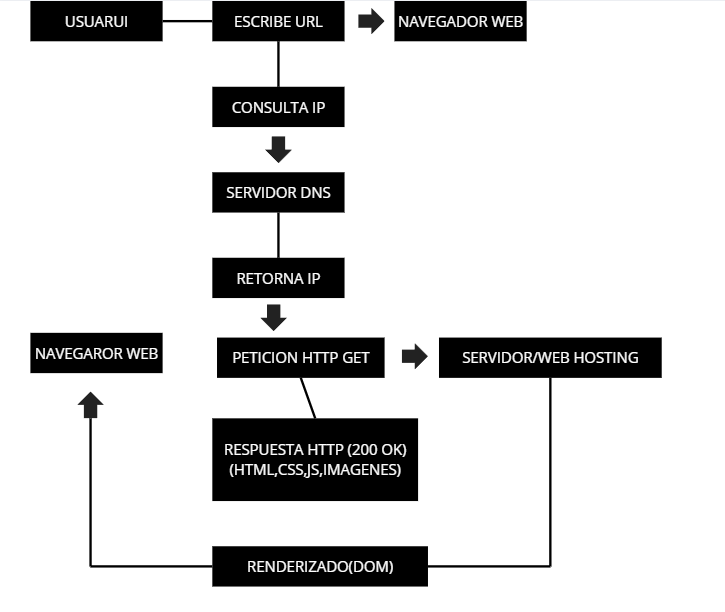 USUARUI
ESCRIBE URL
NAVEGADOR WEB
CONSULTA IP
SERVIDOR DNS
RETORNA IP
NAVEGAROR WEB
PETICION HTTP GET
SERVIDOR/WEB HOSTING
RESPUESTA HTTP (200 OK)
(HTML,CSS,JS,IMAGENES)
RENDERIZADO(DOM)